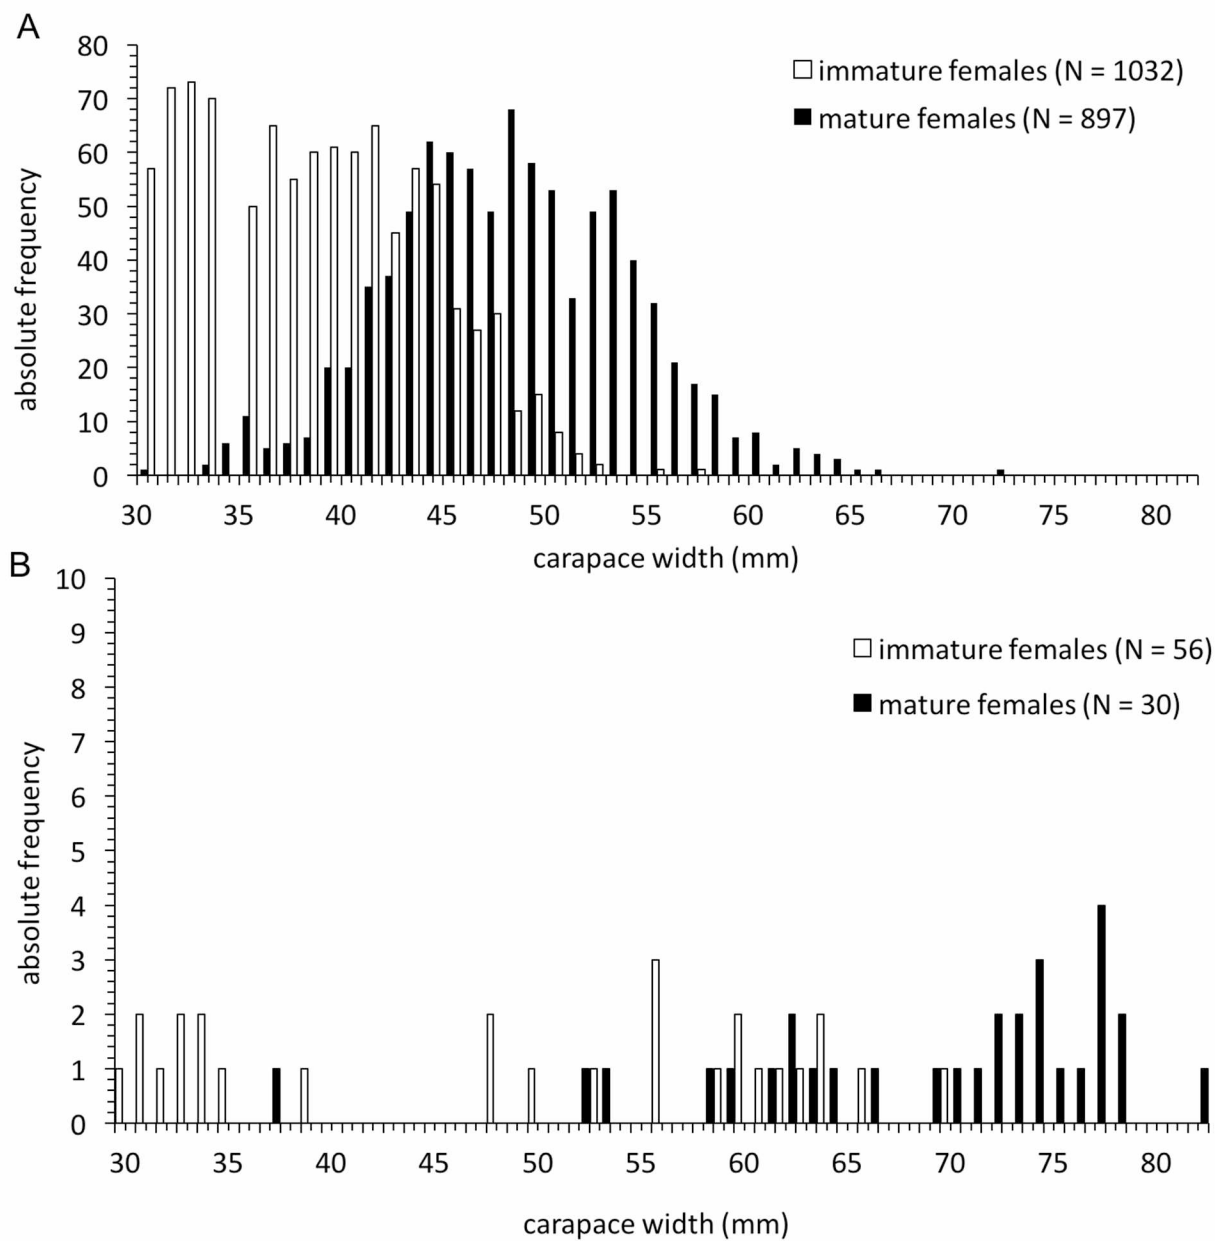 A
80
70
60
50
40
30
20
10
0
absolute frequency
immature females (N = 1032)
mature females (N = 897)
30 35 40 45 50 55 60 65 70 75 80
carapace width (mm)
B
10
9
8
7
6
5
4
3
2
1
0
absolute frequency
immature females (N = 56)
mature females (N = 30)
30 35 40 45 50 55 60 65 70 75 80
carapace width (mm)